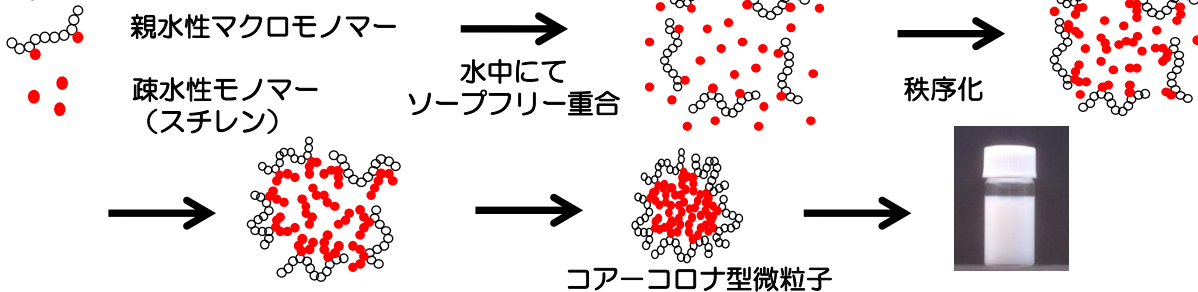 親水性マクロモノマー
疎水性モノマー
（スチレン）
水中にて
ソープフリー重合
秩序化
コアーコロナ型微粒子